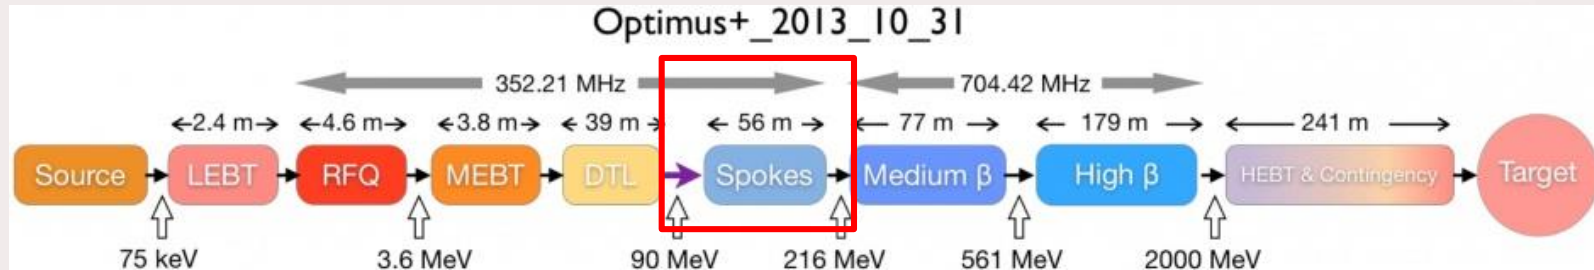 Optimus+_2013_10_31
352.21 MHz 704.42 MHz
←2.4 m→ ←4.6 m→ ←3.8 m→ ← 39 m → ← 56 m → ← 77 m → ← 179 m → ← 241 m →
Source LEBT RFQ MEBT DTL Spokes Medium β High β HEBT & Contingency Target
75 keV 3.6 MeV 90 MeV 216 MeV 561 MeV 2000 MeV